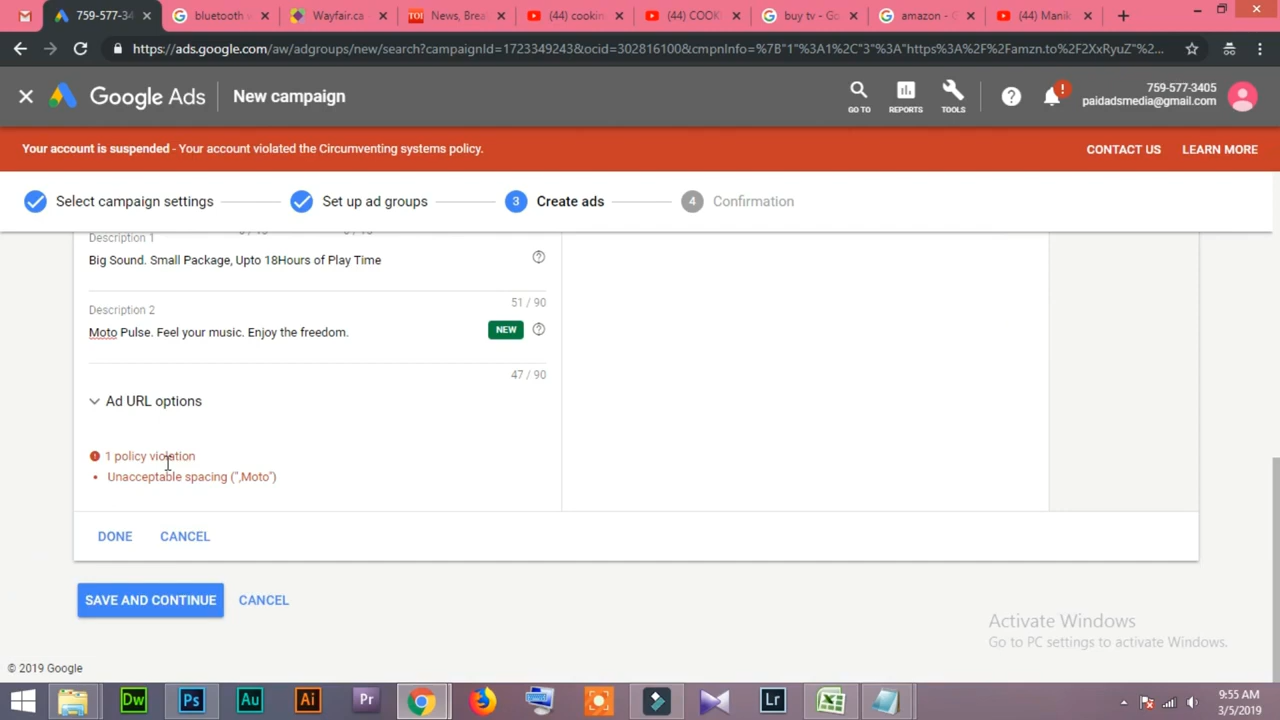 759-577-34
bluetooth
Wayfair.ca
News, Brea
(44) cookin
(44) COOK
buy tv - Go
amazon - G
(44) Manik
https://ads.google.com/aw/adgroups/new/search?campaignId=1723349243&ocid=302816100&cmpnInfo=%7B"1"%3A1%2C"3"%3A"https%3A%2F%2Famzn.to%2F2XxRyuZ"%2...
Google Ads
New campaign
GO TO
REPORTS
TOOLS
759-577-3405
paidadsmedia@gmail.com
Your account is suspended - Your account violated the Circumventing systems policy.
CONTACT US
LEARN MORE
Select campaign settings
Set up ad groups
3 Create ads
4 Confirmation
Description 1
Big Sound. Small Package, Upto 18Hours of Play Time
51 / 90
Description 2
Moto Pulse. Feel your music. Enjoy the freedom.
NEW
47 / 90
Ad URL options
1 policy violation
• Unacceptable spacing (",Moto")
DONE
CANCEL
SAVE AND CONTINUE
CANCEL
Activate Windows
Go to PC settings to activate Windows.
© 2019 Google
Dw
Ps
Au
Ai
Pr
Lr
9:55 AM
3/5/2019